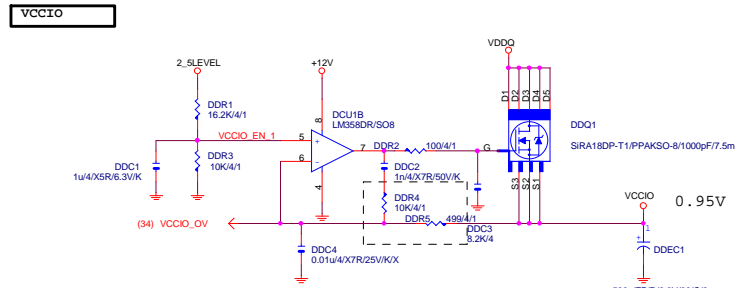 VCCIO
2_5LEVEL
+12V
VDDQ
DDR1
16.2K/4/1
DCU1B
LM358DR/SO8
D1
D2
D3
D4
D5
DDQ1
SiRA18DP-T1/PPAKSO-8/1000pF/7.5m
VCCIO_EN_1
5
+
6
-
8
7
4
DDR2
100/4/1
G
S3
S2
S1
DDC1
1u/4/X5R/6.3V/K
DDR3
10K/4/1
DDC2
1n/4/X7R/50V/K
DDR4
10K/4/1
DDR5
499/4/1
DDC3
8.2K/4
(34) VCCIO_OV
DDC4
0.01u/4/X7R/25V/K/X
VCCIO
0.95V
1
+
DDEC1